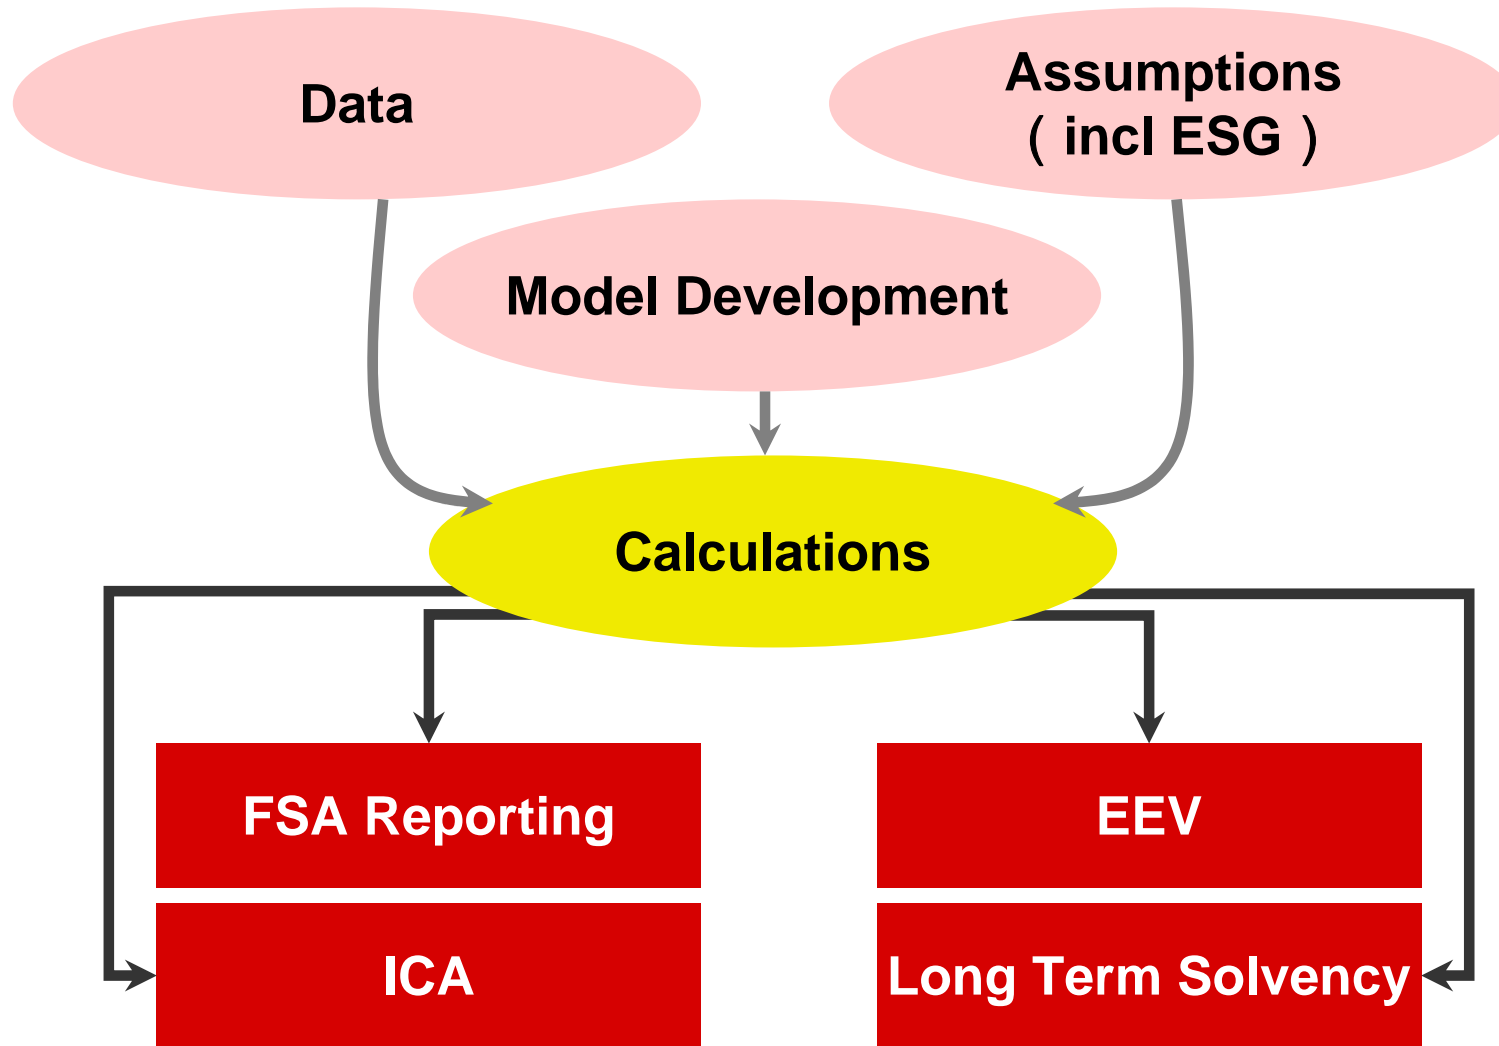 Data
Assumptions
( incl ESG )
Model Development
Calculations
FSA Reporting
EEV
ICA
Long Term Solvency